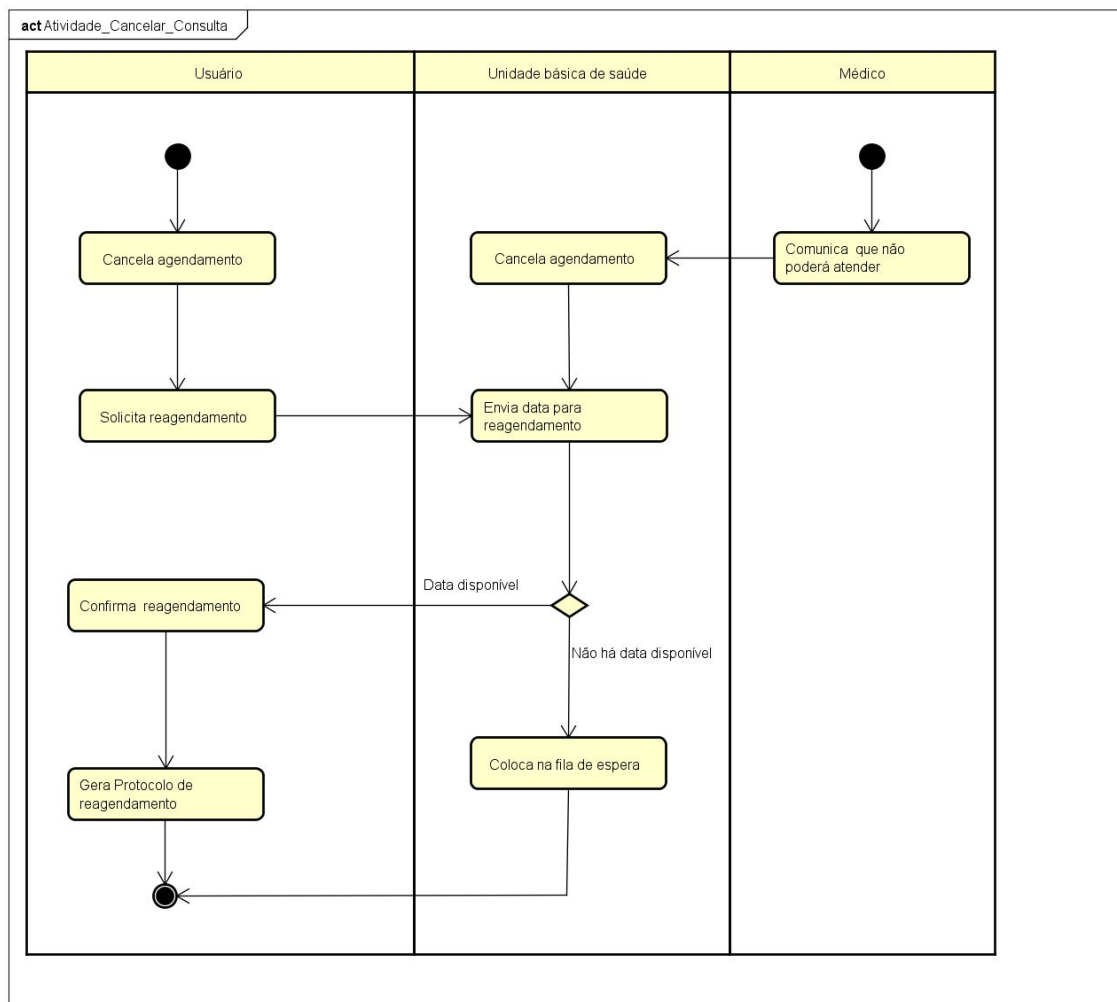 act Atividade_Cancelar_Consulta
Usuário
Unidade básica de saúde
Médico
Cancela agendamento
Cancela agendamento
Comunica que não
poderá atender
Solicita reagendamento
Envia data para
reagendamento
Data disponível
Confirma reagendamento
Não há data disponível
Coloca na fila de espera
Gera Protocolo de
reagendamento